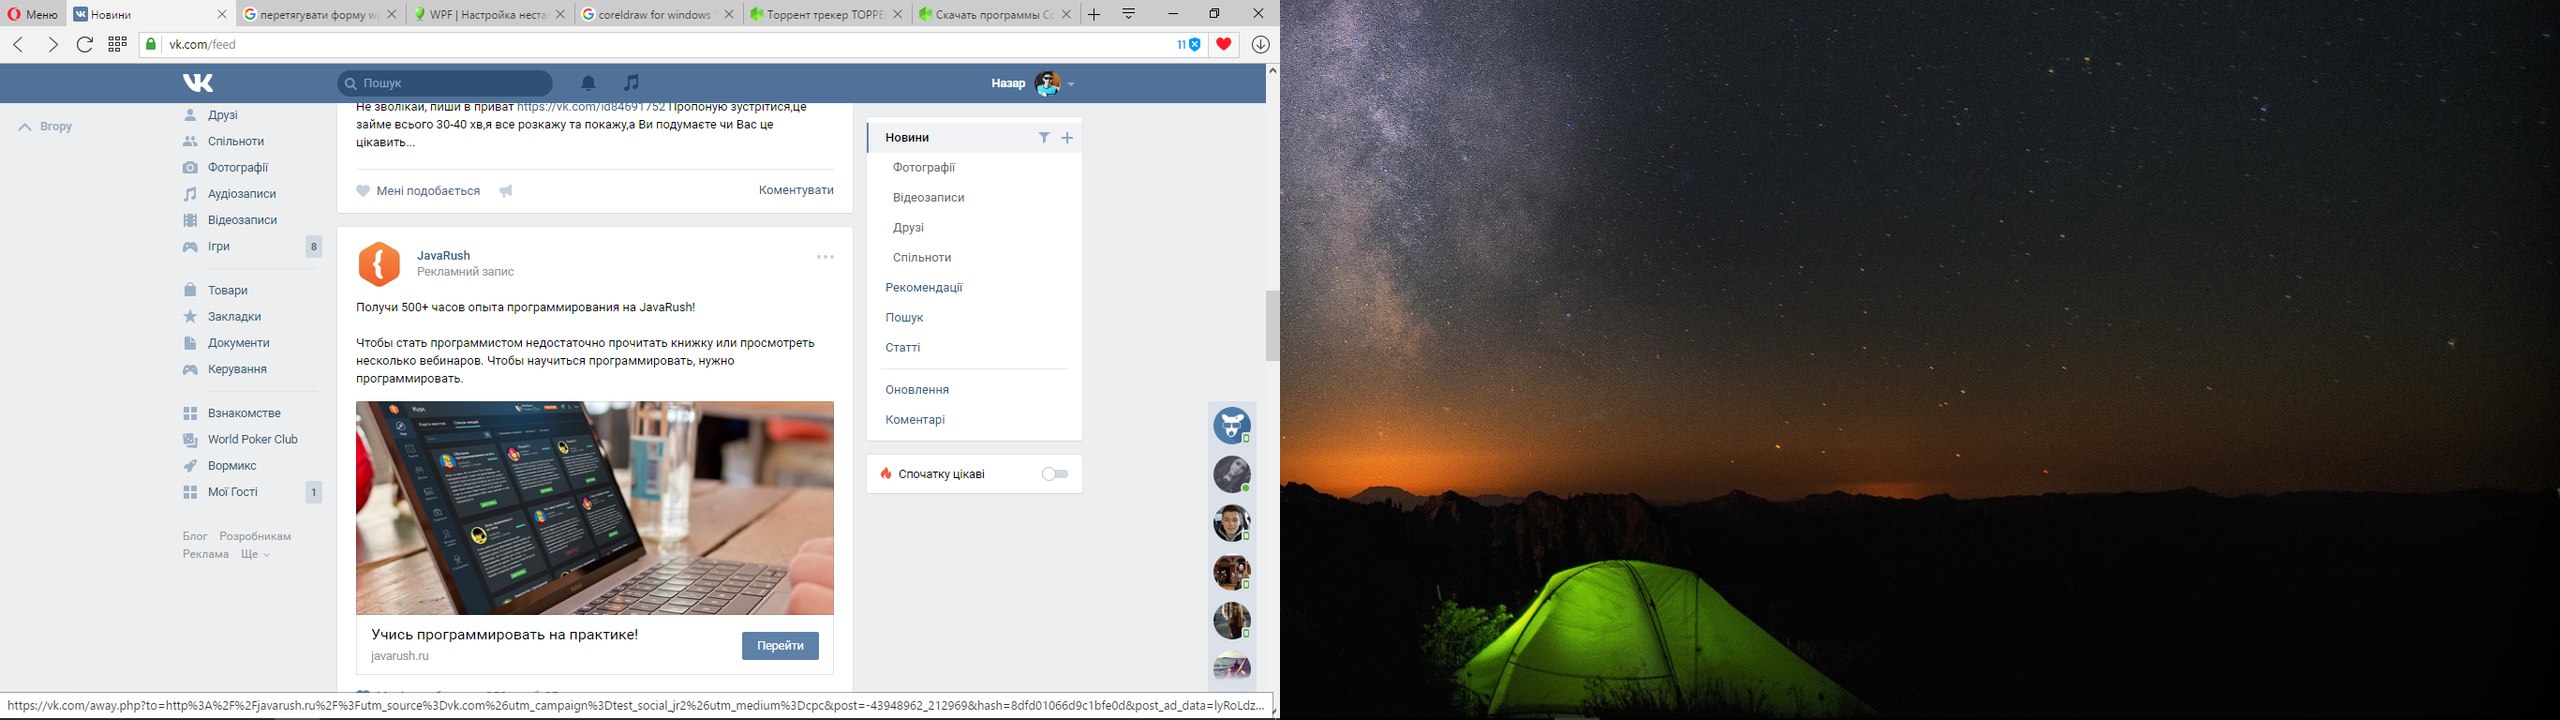 Меню
Новини
перетягувати форму
WPF | Настройка
coreldraw for windows
Торрент трекер
Скачать программы
vk.com/feed
11
Пошук
Назар
Вгору
Друзі
Спільноти
Фотографії
Аудіозаписи
Відеозаписи
Ігри 8
Товари
Закладки
Документи
Керування
Взнакомстве
World Poker Club
Вормикс
Мої Гості 1
Блог Розробникам
Реклама Ще
Не зволікай, пиши в приват https://vk.com/id84691752 Пропоную зустрітися,це
займе всього 30-40 хв,я все розкажу та покажу,а Ви подумаєте чи Вас це
цікавить...
Мені подобається
Коментувати
JavaRush
Рекламний запис
Получи 500+ часов опыта программирования на JavaRush!
Чтобы стать программистом недостаточно прочитать книжку или просмотреть
несколько вебинаров. Чтобы научиться программировать, нужно
программировать.
Курс
Учись программировать на практике!
javarush.ru
Перейти
Новини
Фотографії
Відеозаписи
Друзі
Спільноти
Рекомендації
Пошук
Статті
Оновлення
Коментарі
Спочатку цікаві
https://vk.com/away.php?to=http%3A%2F%2Fjavarush.ru%2F%3Futm_source%3Dvk.com%26utm_campaign%3Dtest_social_jr2%26utm_medium%3Dcpc&post=-43948962_212969&hash=8dfd01066d9c1bfe0d&post_ad_data=IyRoLdz...